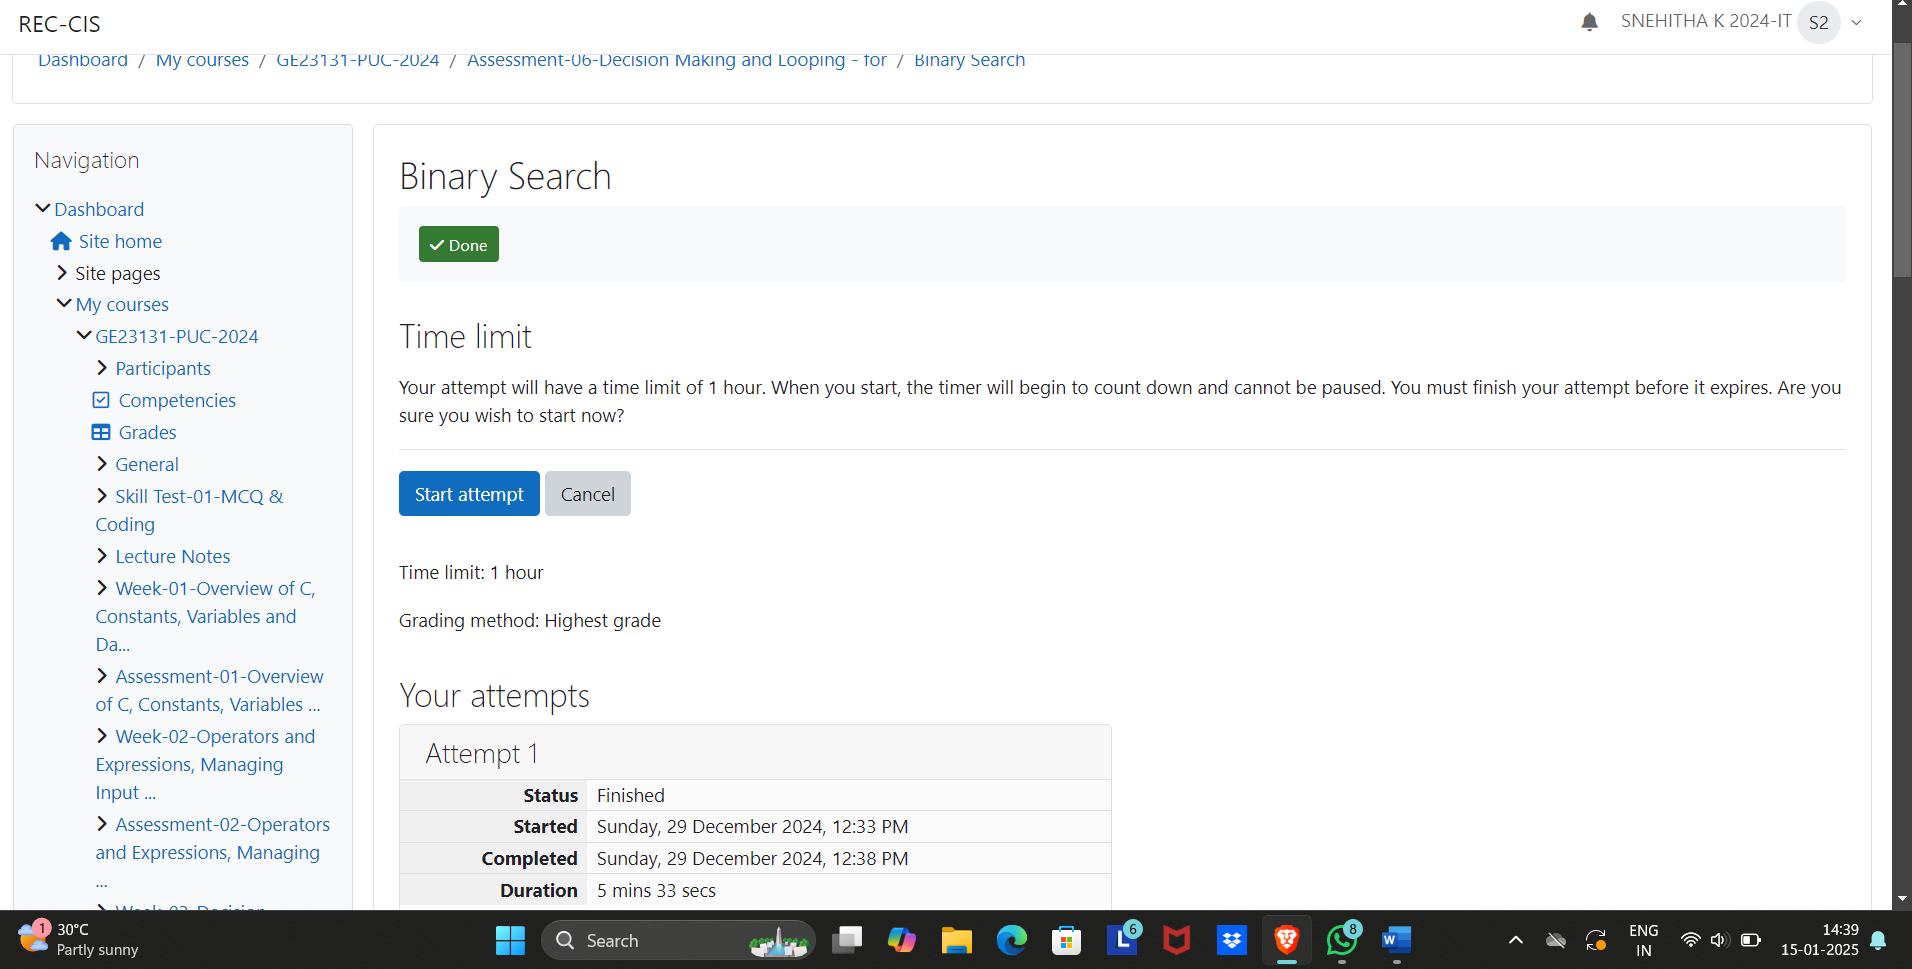 REC-CIS
SNEHITHA K 2024-IT
S2
Dashboard / My courses / GE23131-PUC-2024 / Assessment-06-Decision Making and Looping - for / Binary Search
Navigation
Dashboard
Site home
Site pages
My courses
GE23131-PUC-2024
Participants
Competencies
Grades
General
Skill Test-01-MCQ &
Coding
Lecture Notes
Week-01-Overview of C,
Constants, Variables and
Da...
Assessment-01-Overview
of C, Constants, Variables ...
Week-02-Operators and
Expressions, Managing
Input ...
Assessment-02-Operators
and Expressions, Managing
...
Week-03-Decision
Binary Search
Done
Time limit
Your attempt will have a time limit of 1 hour. When you start, the timer will begin to count down and cannot be paused. You must finish your attempt before it expires. Are you
sure you wish to start now?
Start attempt
Cancel
Time limit: 1 hour
Grading method: Highest grade
Your attempts
Attempt 1
Status Finished
Started Sunday, 29 December 2024, 12:33 PM
Completed Sunday, 29 December 2024, 12:38 PM
Duration 5 mins 33 secs
1
30°C
Partly sunny
Search
L
6
8
W
ENG
IN
14:39
15-01-2025